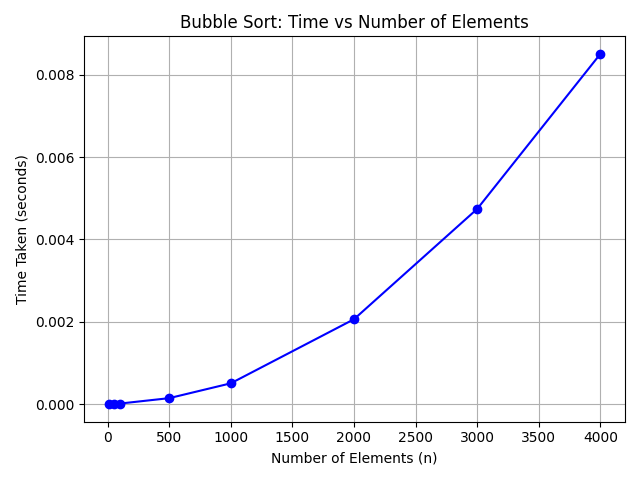 Bubble Sort: Time vs Number of Elements
0.008
0.006
0.004
0.002
0.000
Time Taken (seconds)
0 500 1000 1500 2000 2500 3000 3500 4000
Number of Elements (n)